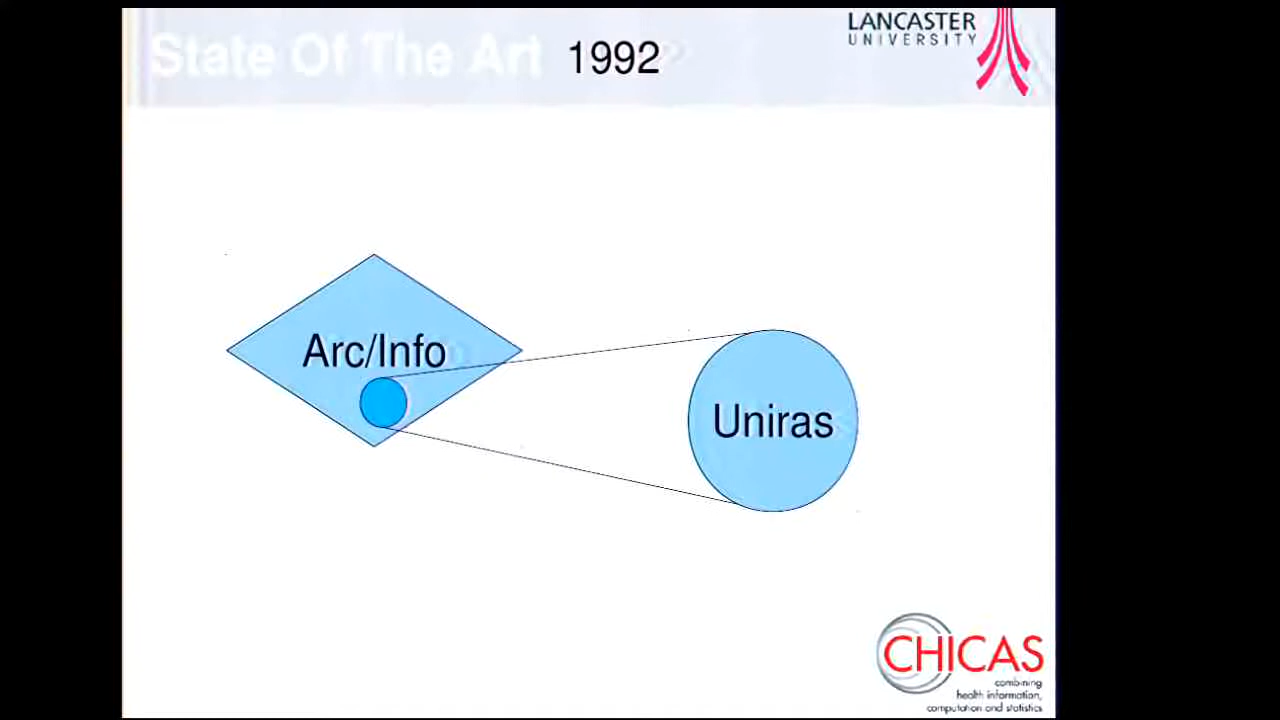 State Of The Art 1992
LANCASTER
UNIVERSITY
Arc/Info
Uniras
CHICAS
combining
health information,
computation and statistics